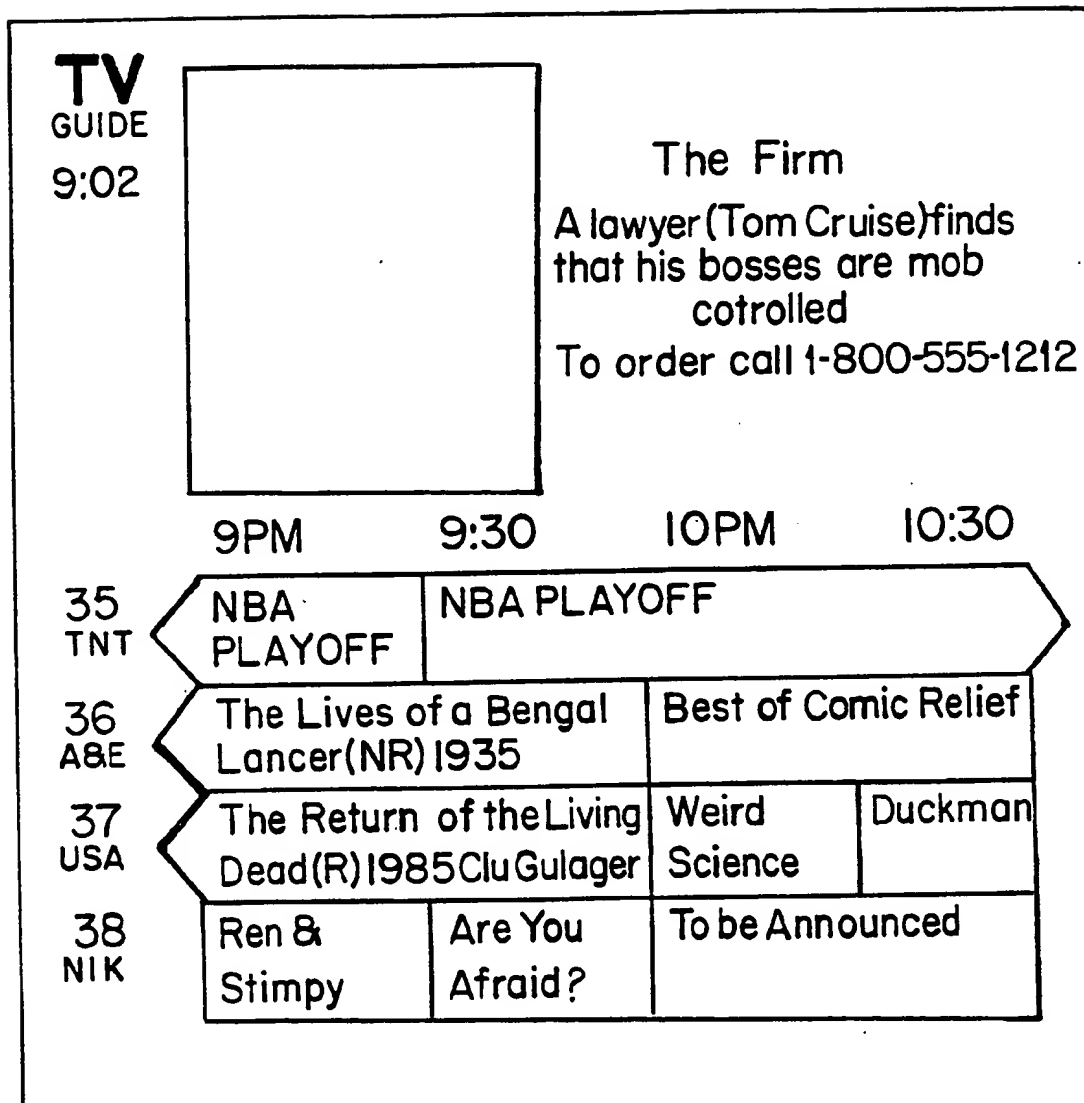 TV
GUIDE
9:02
The Firm
A lawyer (Tom Cruise) finds
that his bosses are mob
cotrolled
To order call 1-800-555-1212
9PM 9:30 10PM 10:30
35
TNT
NBA
PLAYOFF
NBA PLAYOFF
36
A&E
The Lives of a Bengal
Lancer (NR) 1935
Best of Comic Relief
37
USA
The Return of the Living
Dead (R) 1985 Clu Gulager
Weird
Science
Duckman
38
NIK
Ren &
Stimpy
Are You
Afraid?
To be Announced